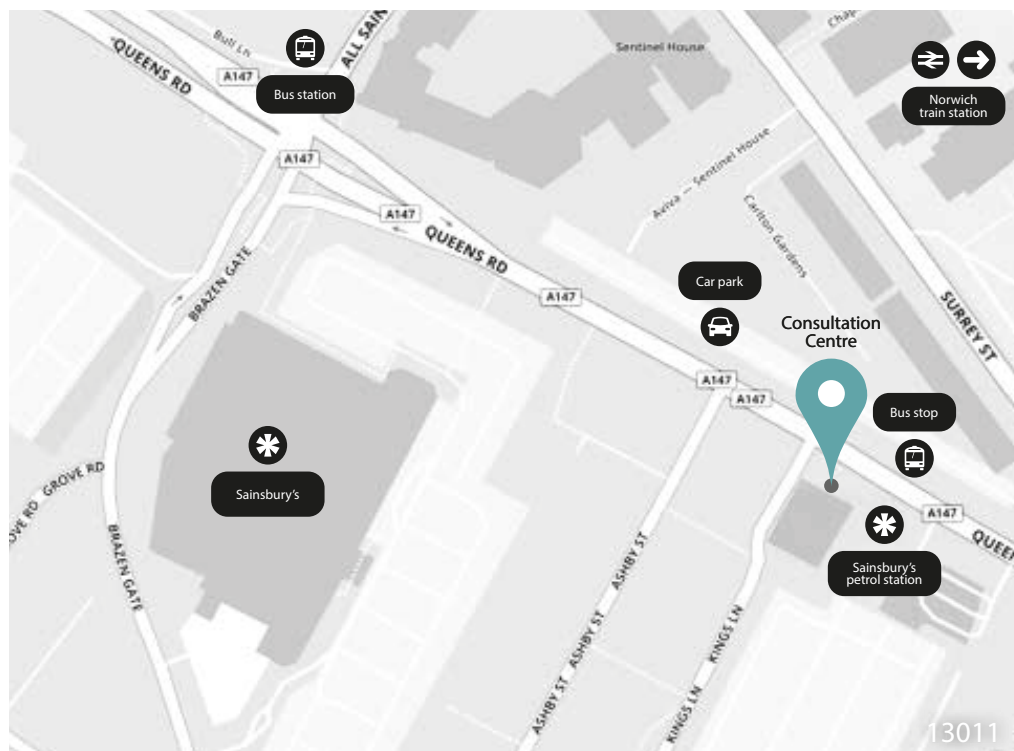 Bull Ln
ALL SAIN
QUEENS RD
A147
Bus station
Sentinel House
Chap
Norwich
train station
A147
A147
QUEENS RD
Aviva — Sentinel House
Carlton Gardens
SURREY ST
BRAZEN GATE
A147
Car park
Consultation
Centre
A147
A147
Bus stop
Sainsbury's
GROVE RD
OVE RD
BRAZEN GATE
A147
QUEE
Sainsbury's
petrol station
ASHBY ST
ASHBY ST
ASHBY ST
KINGS LN
KINGS LN
13011